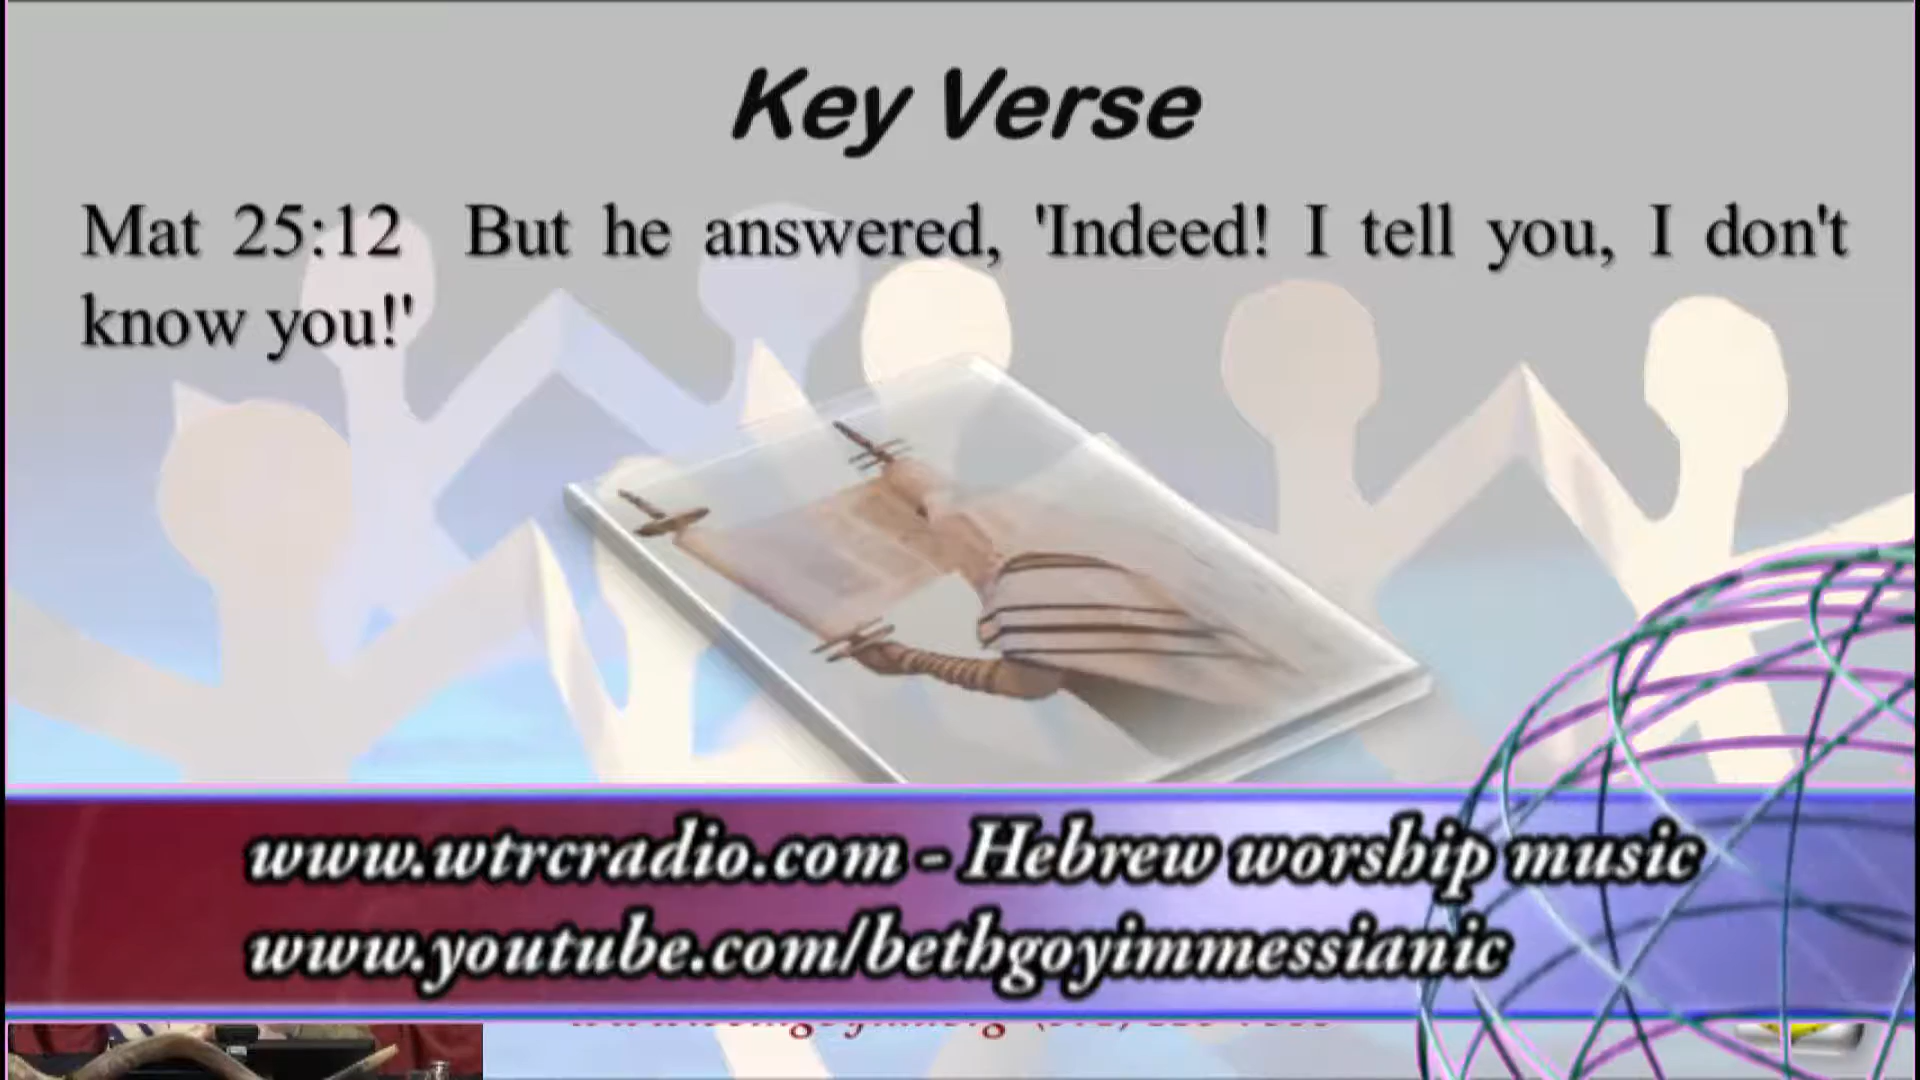 Key Verse
Mat 25:12 But he answered, 'Indeed! I tell you, I don't
know you!'
www.wtrcradio.com - Hebrew worship music
www.youtube.com/bethgoyimmessianic